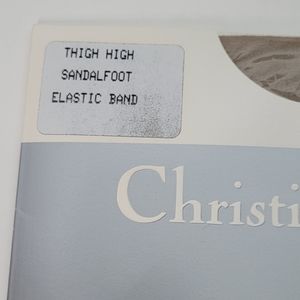 THIGH HIGH
SANDALFOOT
ELASTIC BAND
Christi